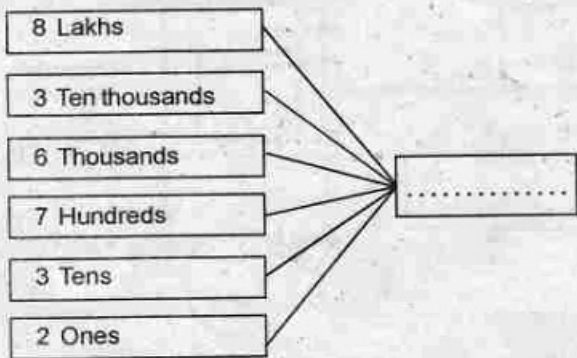 8 Lakhs
3 Ten thousands
6 Thousands
7 Hundreds
3 Tens
2 Ones
................